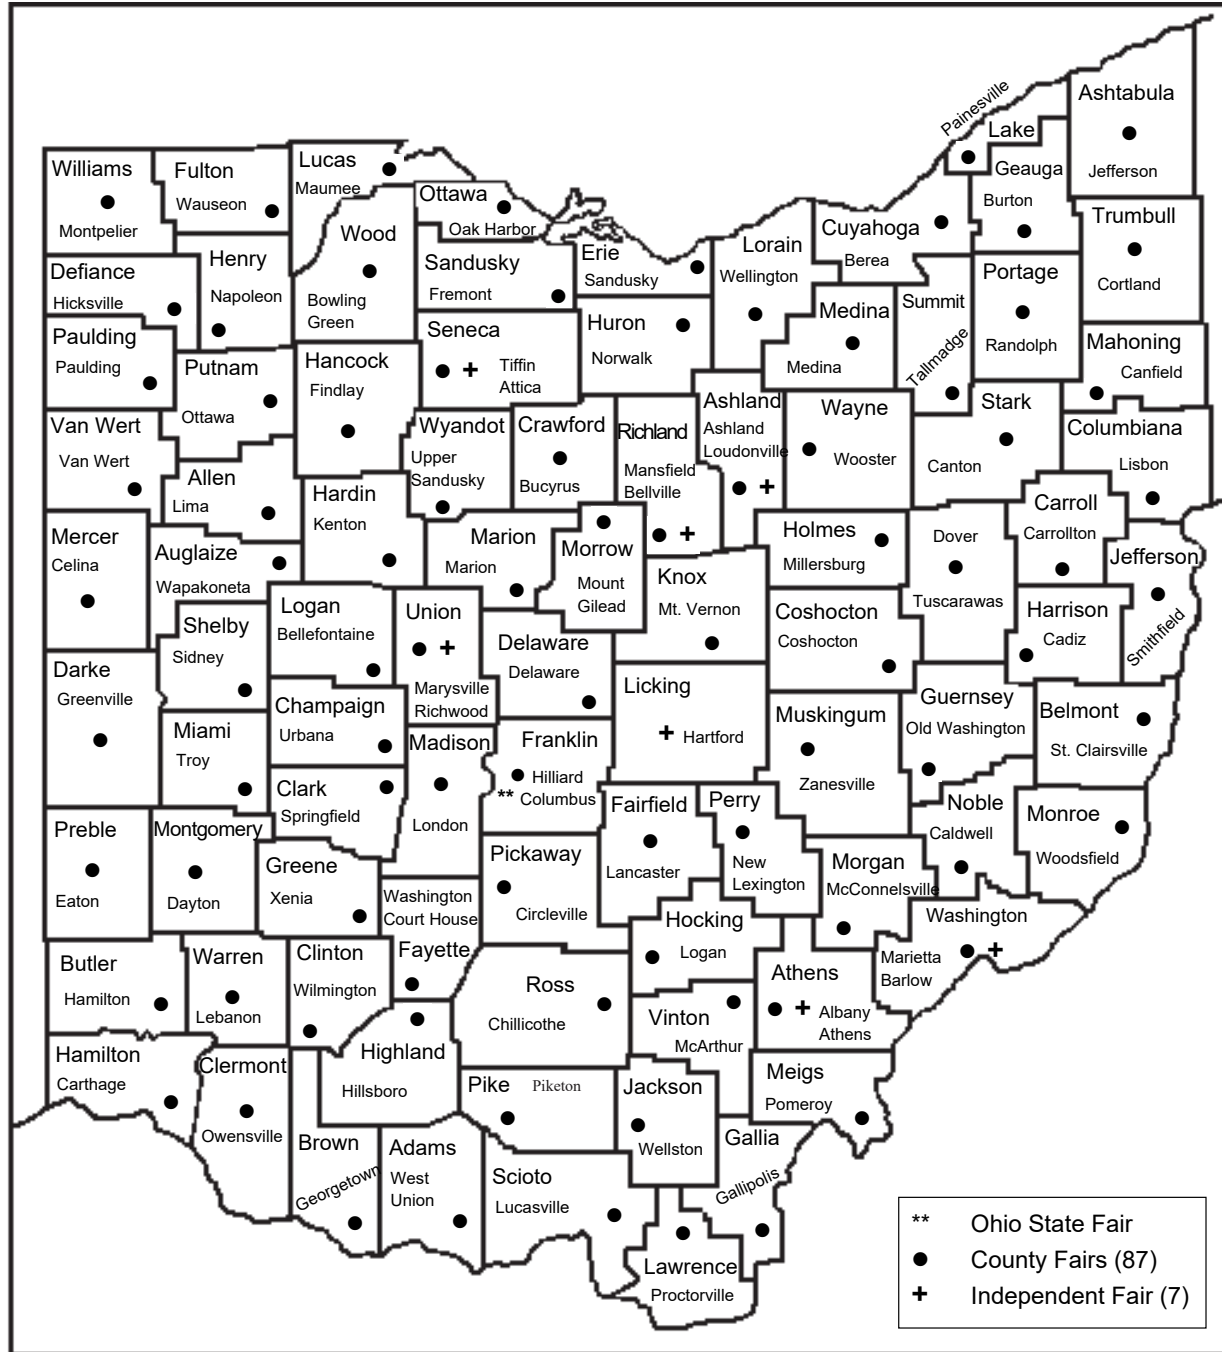 Painesville
Ashtabula
Lake
Jefferson
Geauga
Burton
Williams
Montpelier
Fulton
Wauseon
Lucas
Maumee
Ottawa
Oak Harbor
Wood
Bowling
Green
Henry
Napoleon
Defiance
Hicksville
Sandusky
Fremont
Erie
Sandusky
Lorain
Wellington
Cuyahoga
Berea
Trumbull
Cortland
Portage
Randolph
Summit
Tallmadge
Medina
Medina
Mahoning
Canfield
Paulding
Paulding
Putnam
Ottawa
Hancock
Findlay
Seneca
Tiffin
Attica
Huron
Norwalk
Van Wert
Van Wert
Allen
Lima
Wyandot
Upper
Sandusky
Crawford
Bucyrus
Richland
Mansfield
Bellville
Ashland
Ashland
Loudonville
Wayne
Wooster
Stark
Canton
Columbiana
Lisbon
Mercer
Celina
Auglaize
Wapakoneta
Hardin
Kenton
Marion
Marion
Morrow
Mount
Gilead
Knox
Mt. Vernon
Holmes
Millersburg
Dover
Tuscarawas
Carroll
Carrollton
Jefferson
Smithfield
Harrison
Cadiz
Shelby
Sidney
Logan
Bellefontaine
Union
Marysville
Richwood
Delaware
Delaware
Coshocton
Coshocton
Darke
Greenville
Miami
Troy
Champaign
Urbana
Clark
Springfield
Madison
London
Franklin
Hilliard
** Columbus
Licking
Hartford
Muskingum
Zanesville
Guernsey
Old Washington
Belmont
St. Clairsville
Preble
Eaton
Montgomery
Dayton
Greene
Xenia
Washington
Court House
Fayette
Pickaway
Circleville
Fairfield
Lancaster
Perry
New
Lexington
Morgan
McConnelsville
Noble
Caldwell
Monroe
Woodsfield
Washington
Marietta
Barlow
Butler
Hamilton
Warren
Lebanon
Clinton
Wilmington
Ross
Chillicothe
Hocking
Logan
Athens
Albany
Athens
Vinton
McArthur
Hamilton
Carthage
Clermont
Owensville
Highland
Hillsboro
Pike
Piketon
Jackson
Wellston
Meigs
Pomeroy
Brown
Georgetown
Adams
West
Union
Scioto
Lucasville
Gallia
Gallipolis
Lawrence
Proctorville
** Ohio State Fair
● County Fairs (87)
+ Independent Fair (7)